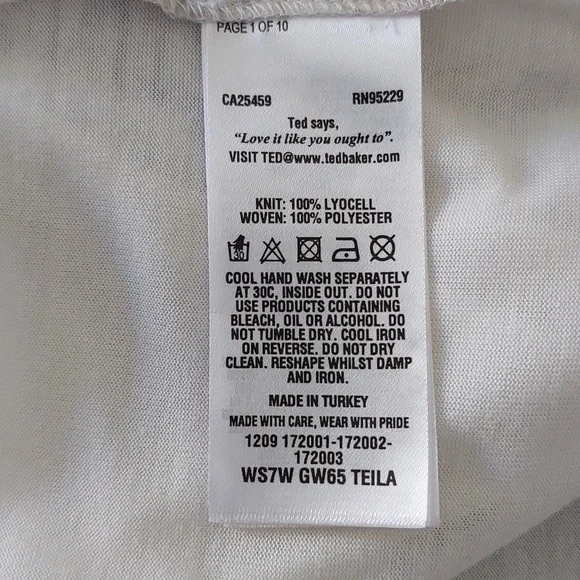 PAGE 1 OF 10
CA25459 RN95229
Ted says,
"Love it like you ought to".
VISIT TED@www.tedbaker.com
KNIT: 100% LYOCELL
WOVEN: 100% POLYESTER
30
COOL HAND WASH SEPARATELY
AT 30C, INSIDE OUT. DO NOT
USE PRODUCTS CONTAINING
BLEACH, OIL OR ALCOHOL. DO
NOT TUMBLE DRY. COOL IRON
ON REVERSE. DO NOT DRY
CLEAN. RESHAPE WHILST DAMP
AND IRON.
MADE IN TURKEY
MADE WITH CARE, WEAR WITH PRIDE
1209 172001-172002-
172003
WS7W GW65 TEILA